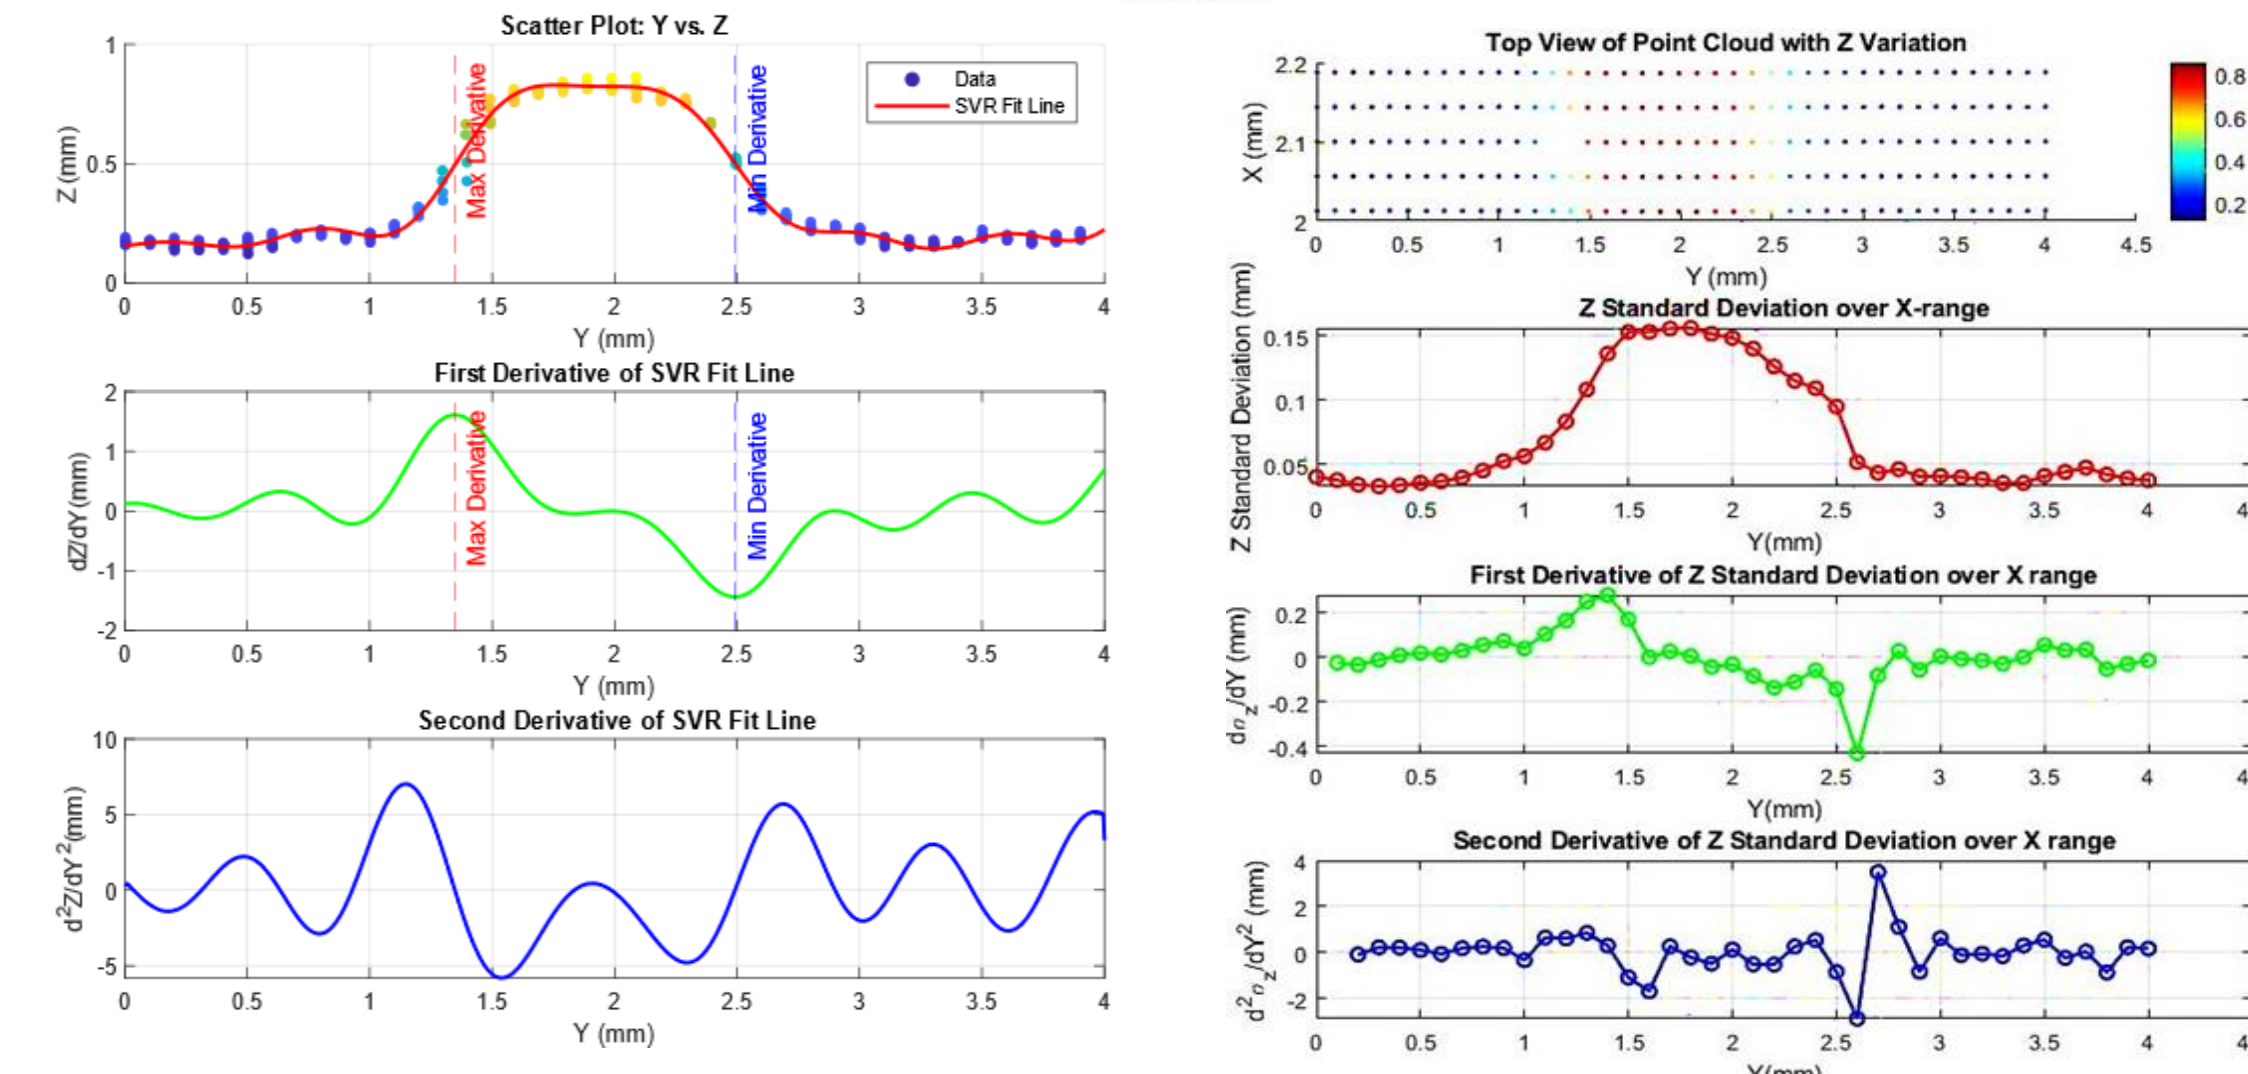 Scatter Plot: Y vs. Z
1
0.5
0
Z (mm)
Max Derivative
Min Derivative
Data
SVR Fit Line
0 0.5 1 1.5 2 2.5 3 3.5 4
Y (mm)
First Derivative of SVR Fit Line
2
1
0
-1
-2
dZ/dY (mm)
Max Derivative
Min Derivative
0 0.5 1 1.5 2 2.5 3 3.5 4
Y (mm)
Second Derivative of SVR Fit Line
10
5
0
-5
d²Z/dY²(mm)
0 0.5 1 1.5 2 2.5 3 3.5 4
Y (mm)
Top View of Point Cloud with Z Variation
2.2
2.1
2
X (mm)
0 0.5 1 1.5 2 2.5 3 3.5 4 4.5
Y (mm)
0.8
0.6
0.4
0.2
Z Standard Deviation over X-range
0.15
0.1
0.05
Z Standard Deviation (mm)
0 0.5 1 1.5 2 2.5 3 3.5 4
Y(mm)
First Derivative of Z Standard Deviation over X range
0.2
0
-0.2
-0.4
dσz/dY (mm)
0 0.5 1 1.5 2 2.5 3 3.5 4
Y(mm)
Second Derivative of Z Standard Deviation over X range
4
2
0
-2
d²σz/dY² (mm)
0 0.5 1 1.5 2 2.5 3 3.5 4
Y(mm)